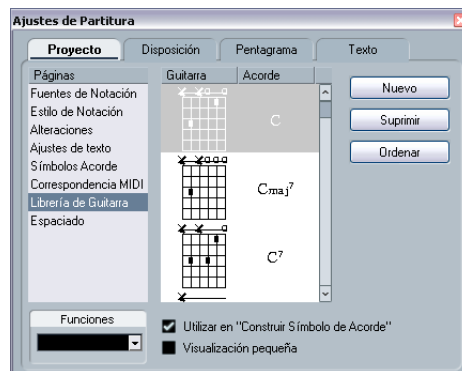 Ajustes de Partitura
Proyecto Disposición Pentagrama Texto
Páginas
Fuentes de Notación
Estilo de Notación
Alteraciones
Ajustes de texto
Símbolos Acorde
Correspondencia MIDI
Librería de Guitarra
Espaciado
Guitarra Acorde
C
Cmaj7
C7
Nuevo
Suprimir
Ordenar
Funciones
Utilizar en "Construir Símbolo de Acorde"
Visualización pequeña